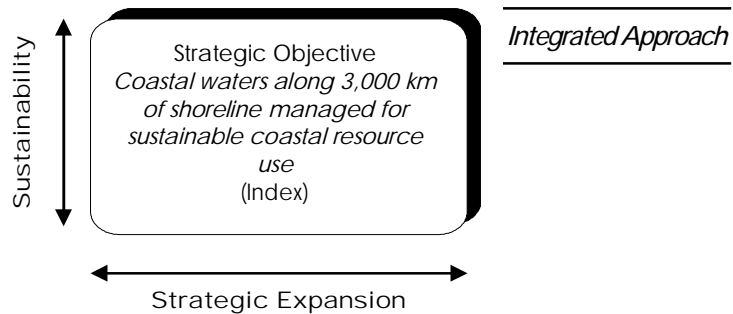 Integrated Approach
Sustainability
Strategic Objective
Coastal waters along 3,000 km
of shoreline managed for
sustainable coastal resource
use
(Index)
Strategic Expansion